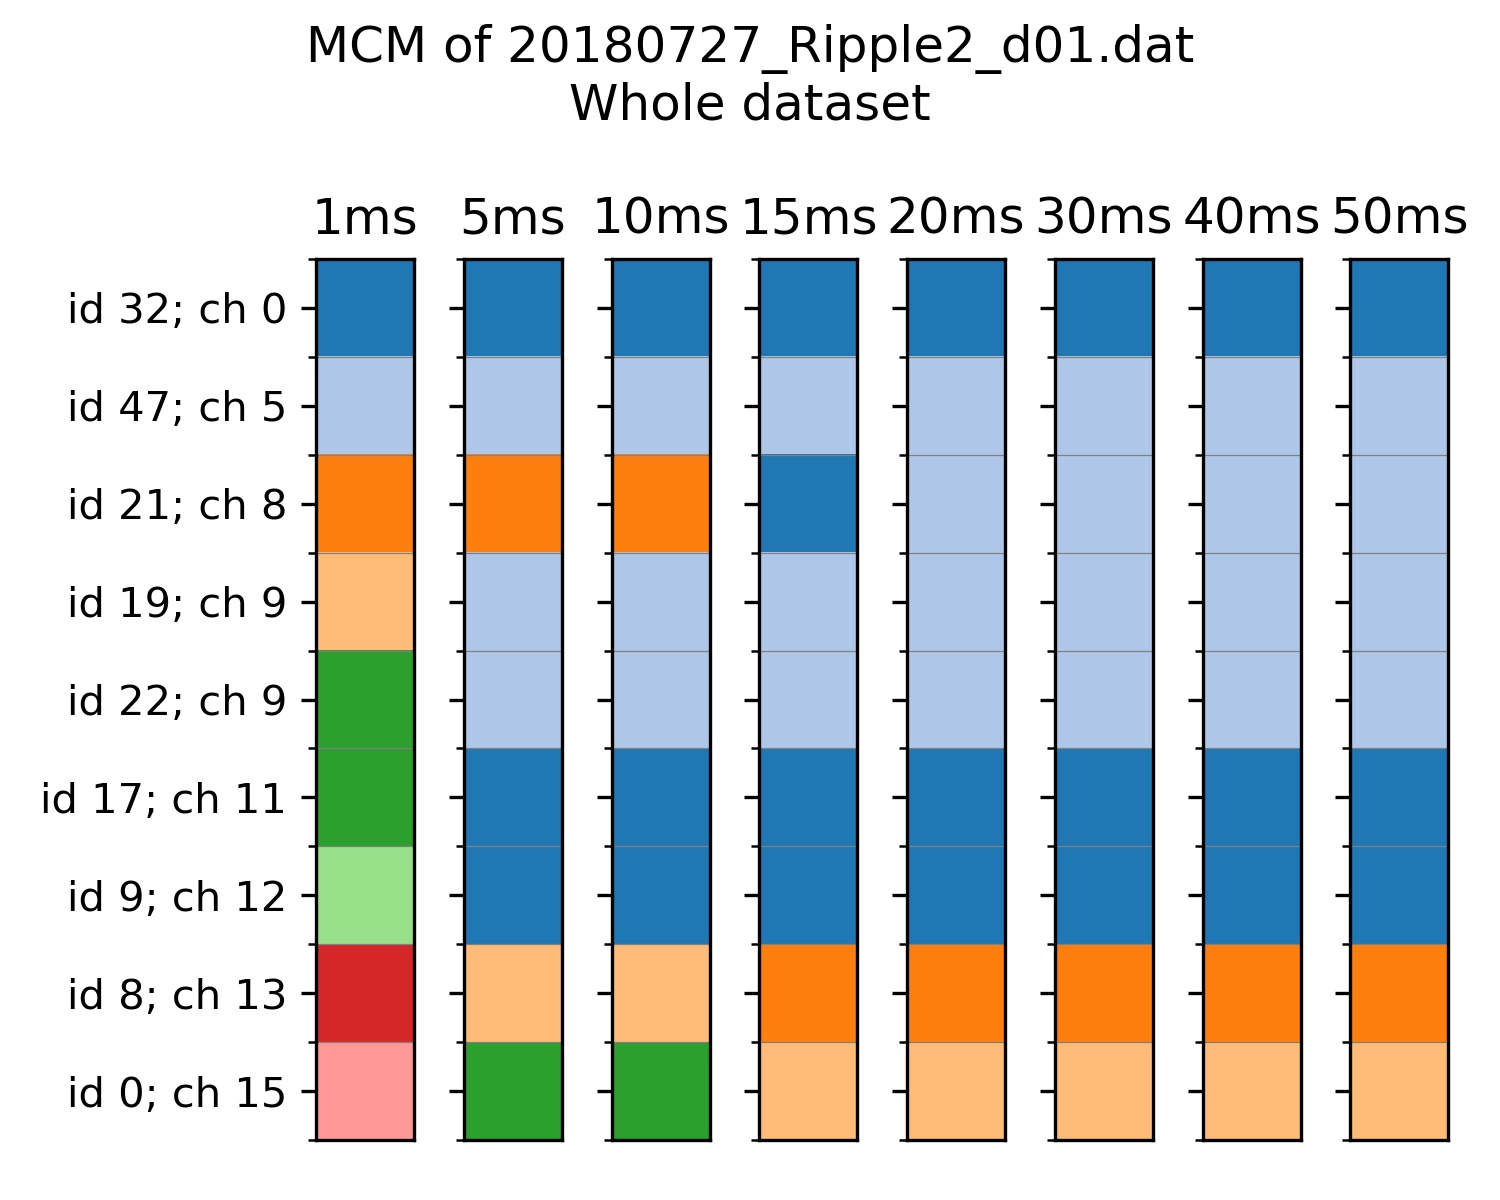 MCM of 20180727_Ripple2_d01.dat
Whole dataset
1ms 5ms 10ms 15ms 20ms 30ms 40ms 50ms
id 32; ch 0
id 47; ch 5
id 21; ch 8
id 19; ch 9
id 22; ch 9
id 17; ch 11
id 9; ch 12
id 8; ch 13
id 0; ch 15